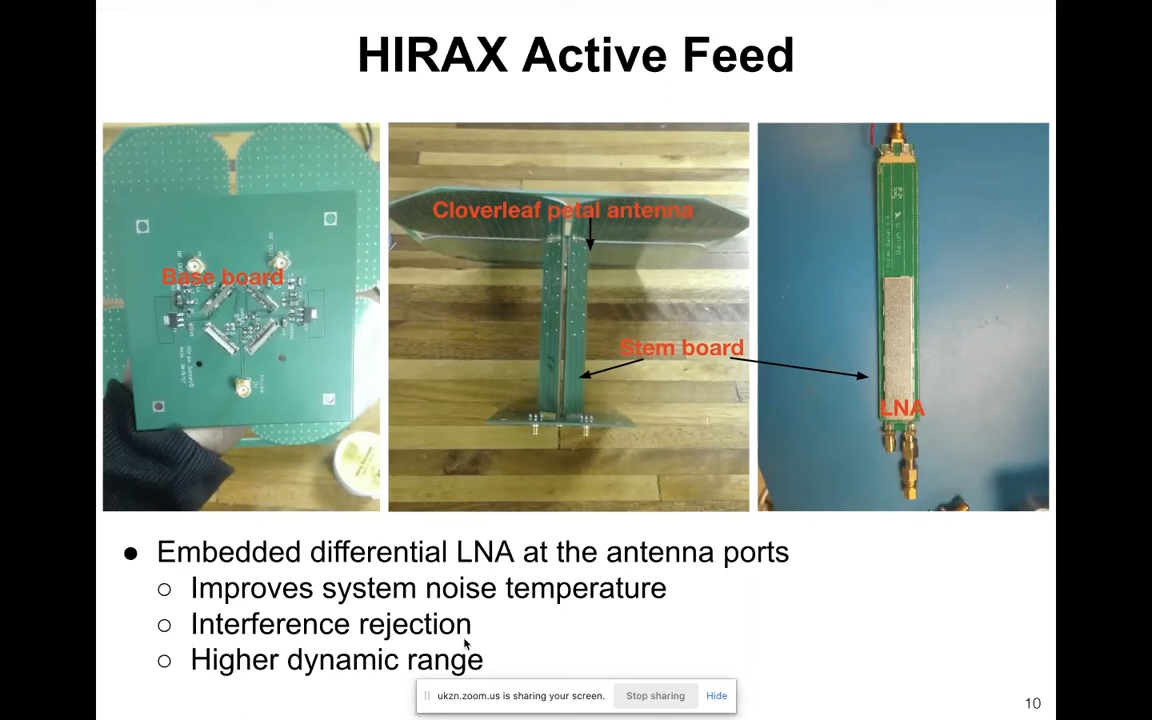 HIRAX Active Feed
Base board
Cloverleaf petal antenna
Stem board
LNA
● Embedded differential LNA at the antenna ports
○ Improves system noise temperature
○ Interference rejection
○ Higher dynamic range
ukzn.zoom.us is sharing your screen.
Stop sharing
Hide
10